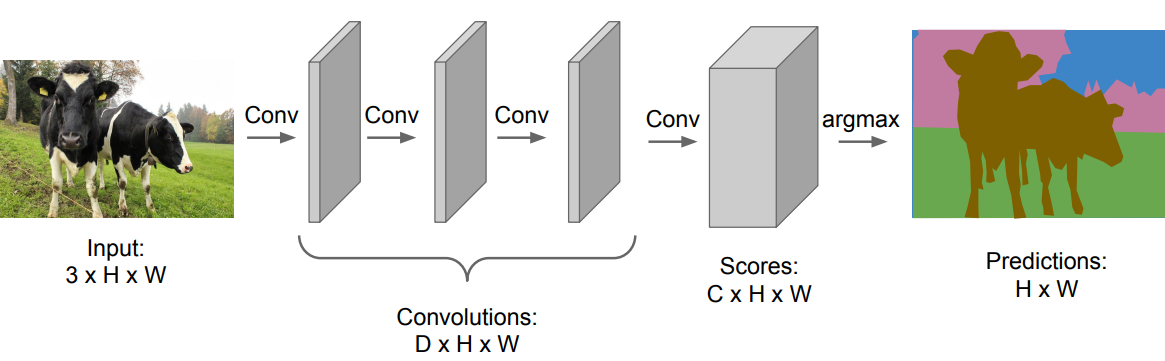 Conv
Conv
Conv
Conv
argmax
Input:
3 x H x W
Convolutions:
D x H x W
Scores:
C x H x W
Predictions:
H x W